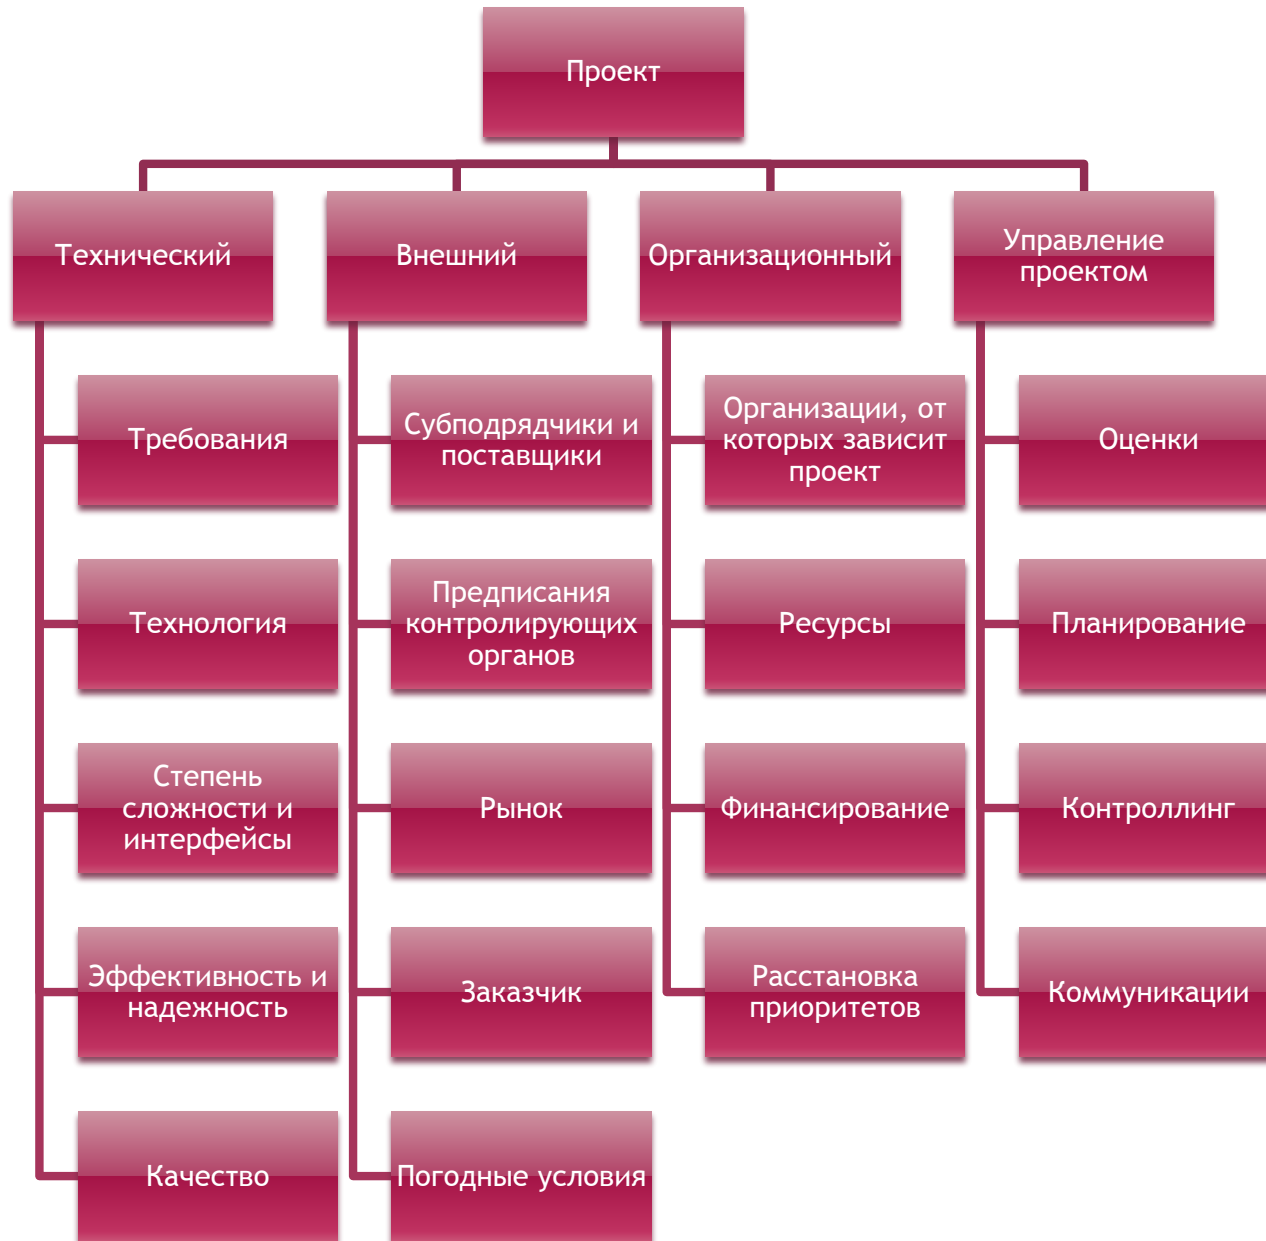 Проект
Технический
Внешний
Организационный
Управление
проектом
Требования
Субподрядчики и
поставщики
Организации, от
которых зависит
проект
Оценки
Технология
Предписания
контролирующих
органов
Ресурсы
Планирование
Степень
сложности и
интерфейсы
Рынок
Финансирование
Контроллинг
Эффективность и
надежность
Заказчик
Расстановка
приоритетов
Коммуникации
Качество
Погодные условия